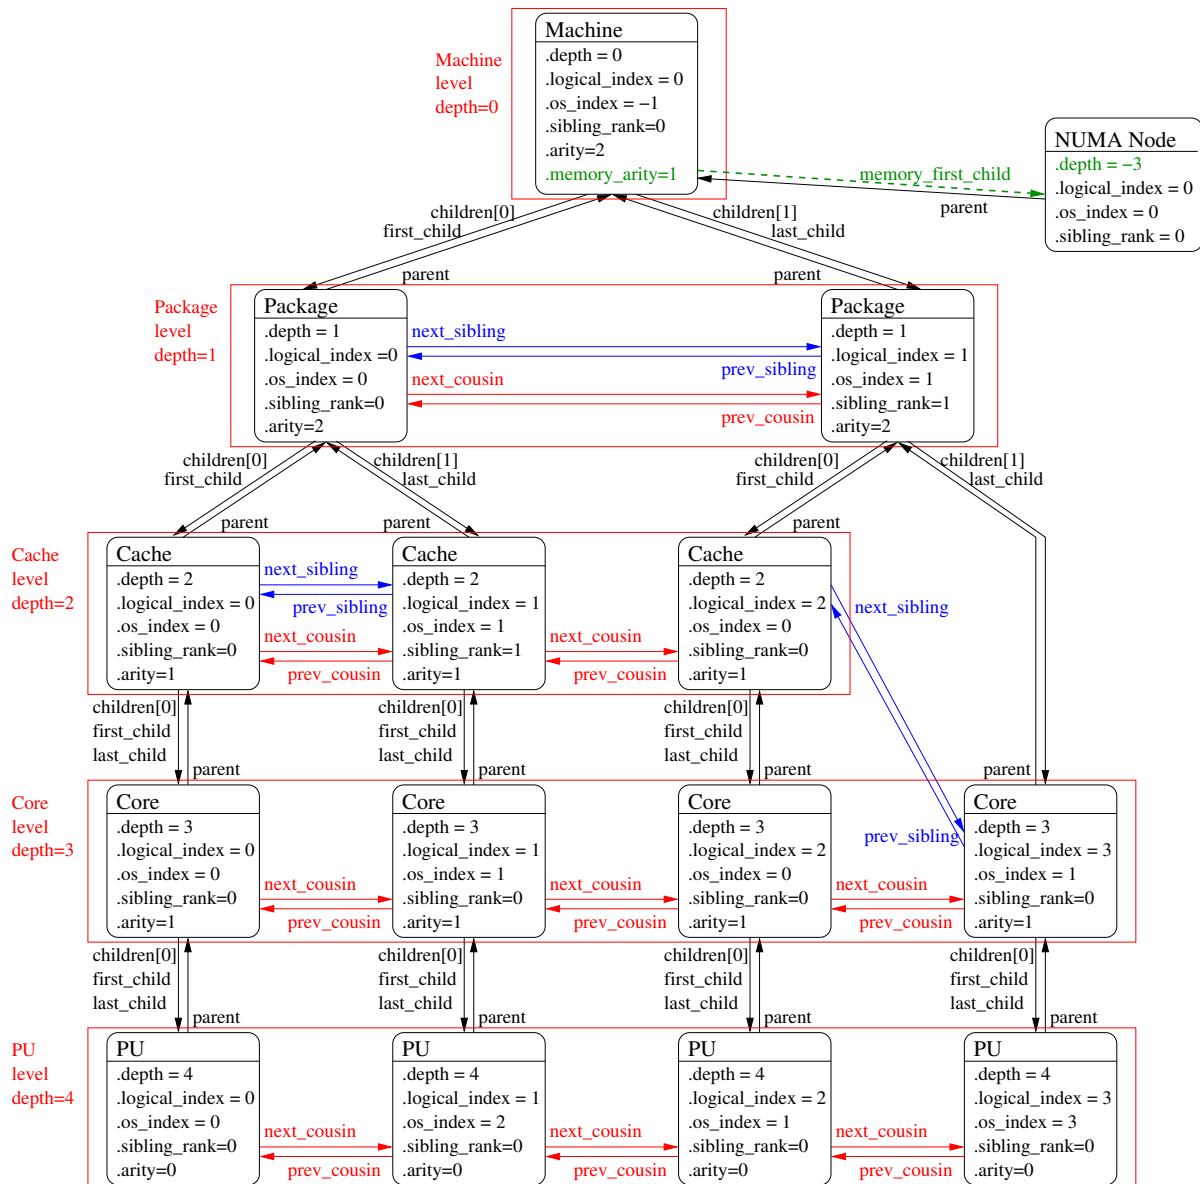 Machine
.depth = 0
.logical_index = 0
.os_index = −1
.sibling_rank=0
.arity=2
.memory_arity=1
Machine
level
depth=0
NUMA Node
.depth = −3
.logical_index = 0
.os_index = 0
.sibling_rank = 0
memory_first_child
parent
children[0]
first_child
children[1]
last_child
parent
parent
Package
level
depth=1
Package
.depth = 1
.logical_index =0
.os_index = 0
.sibling_rank=0
.arity=2
next_sibling
prev_sibling
next_cousin
prev_cousin
Package
.depth = 1
.logical_index = 1
.os_index = 1
.sibling_rank=1
.arity=2
children[0]
first_child
children[1]
last_child
children[0]
first_child
children[1]
last_child
parent
parent
parent
Cache
level
depth=2
Cache
.depth = 2
.logical_index = 0
.os_index = 0
.sibling_rank=0
.arity=1
next_sibling
prev_sibling
next_cousin
prev_cousin
Cache
.depth = 2
.logical_index = 1
.os_index = 1
.sibling_rank=1
.arity=1
next_cousin
prev_cousin
Cache
.depth = 2
.logical_index = 2
.os_index = 0
.sibling_rank=0
.arity=1
next_sibling
prev_sibling
children[0]
first_child
last_child
parent
children[0]
first_child
last_child
parent
children[0]
first_child
last_child
parent
parent
Core
level
depth=3
Core
.depth = 3
.logical_index = 0
.os_index = 0
.sibling_rank=0
.arity=1
next_cousin
prev_cousin
Core
.depth = 3
.logical_index = 1
.os_index = 1
.sibling_rank=0
.arity=1
next_cousin
prev_cousin
Core
.depth = 3
.logical_index = 2
.os_index = 0
.sibling_rank=0
.arity=1
next_cousin
prev_cousin
Core
.depth = 3
.logical_index = 3
.os_index = 1
.sibling_rank=0
.arity=1
children[0]
first_child
last_child
parent
children[0]
first_child
last_child
parent
children[0]
first_child
last_child
parent
children[0]
first_child
last_child
parent
PU
level
depth=4
PU
.depth = 4
.logical_index = 0
.os_index = 0
.sibling_rank=0
.arity=0
next_cousin
prev_cousin
PU
.depth = 4
.logical_index = 1
.os_index = 2
.sibling_rank=0
.arity=0
next_cousin
prev_cousin
PU
.depth = 4
.logical_index = 2
.os_index = 1
.sibling_rank=0
.arity=0
next_cousin
prev_cousin
PU
.depth = 4
.logical_index = 3
.os_index = 3
.sibling_rank=0
.arity=0